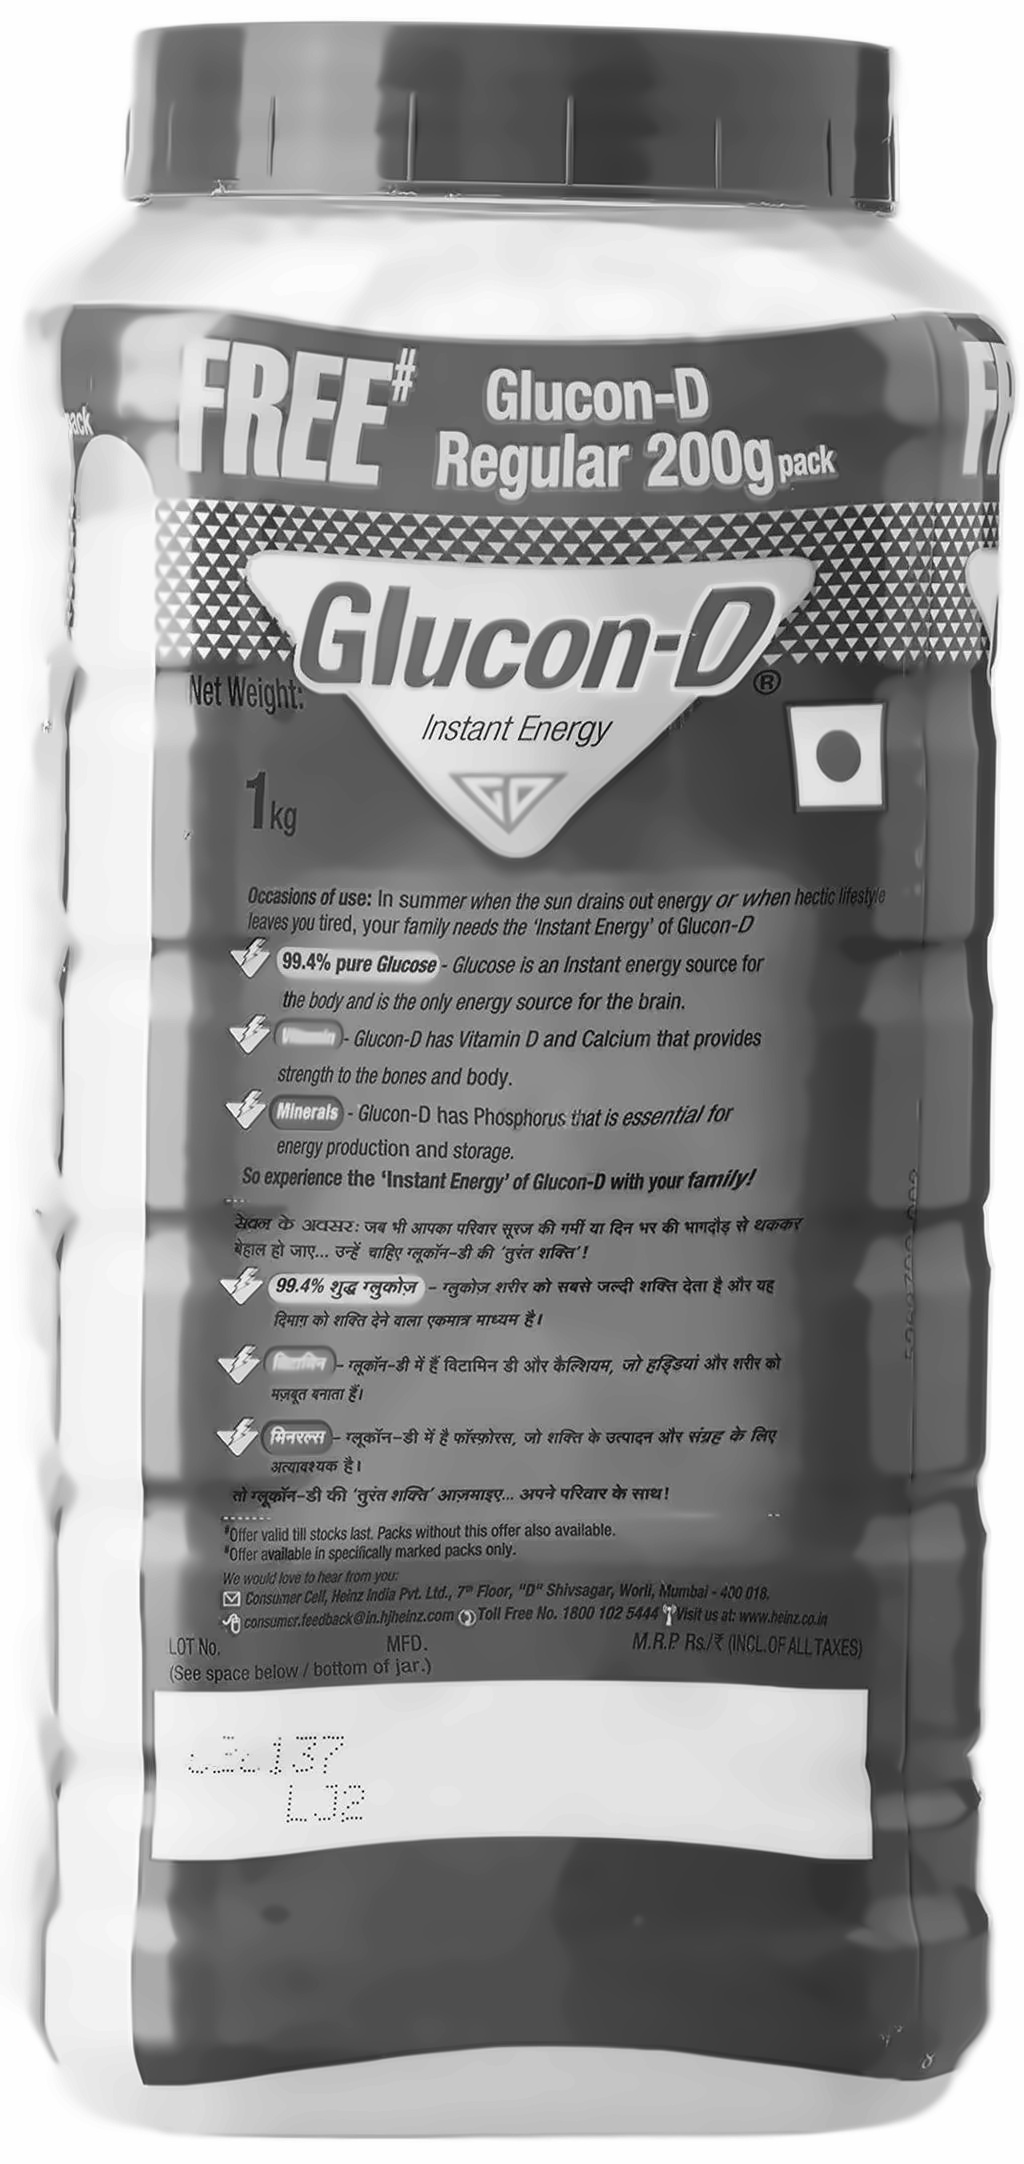 FREE#
Glucon-D
Regular 200g pack
pack
Glucon-D®
Instant Energy
GD
Net Weight:
1kg
Occasions of use: In summer when the sun drains out energy or when hectic lifestyle
leaves you tired, your family needs the 'Instant Energy' of Glucon-D
99.4% pure Glucose - Glucose is an Instant energy source for
the body and is the only energy source for the brain.
- Glucon-D has Vitamin D and Calcium that provides
strength to the bones and body.
Minerals - Glucon-D has Phosphorus that is essential for
energy production and storage.
So experience the 'Instant Energy' of Glucon-D with your family!
सेवन के अवसर: जब भी आपका परिवार सूरज की गर्मी या दिन भर की भागदौड़ से थककर
बेहाल हो जाए... उन्हें चाहिए ग्लूकॉन-डी की 'तुरंत शक्ति'!
99.4% शुद्ध ग्लुकोज़ - ग्लुकोज़ शरीर को सबसे जल्दी शक्ति देता है और यह
दिमाग़ को शक्ति देने वाला एकमात्र माध्यम है।
- ग्लूकॉन-डी में हैं विटामिन डी और कैल्शियम, जो हड्डियां और शरीर को
मज़बूत बनाता हैं।
मिनरल्स - ग्लूकॉन-डी में है फॉस्फ़ोरस, जो शक्ति के उत्पादन और संग्रह के लिए
अत्यावश्यक है।
तो ग्लूकॉन-डी की 'तुरंत शक्ति' आज़माइए... अपने परिवार के साथ!
#Offer valid till stocks last. Packs without this offer also available.
#Offer available in specifically marked packs only.
We would love to hear from you:
Consumer Cell, Heinz India Pvt. Ltd., 7th Floor, "D" Shivsagar, Worli, Mumbai - 400 018.
consumer.feedback@in.hjheinz.com Toll Free No. 1800 102 5444 Visit us at: www.heinz.co.in
LOT No. MFD. M.R.P Rs./₹ (INCL.OF ALL TAXES)
(See space below / bottom of jar.)
137
LJ2